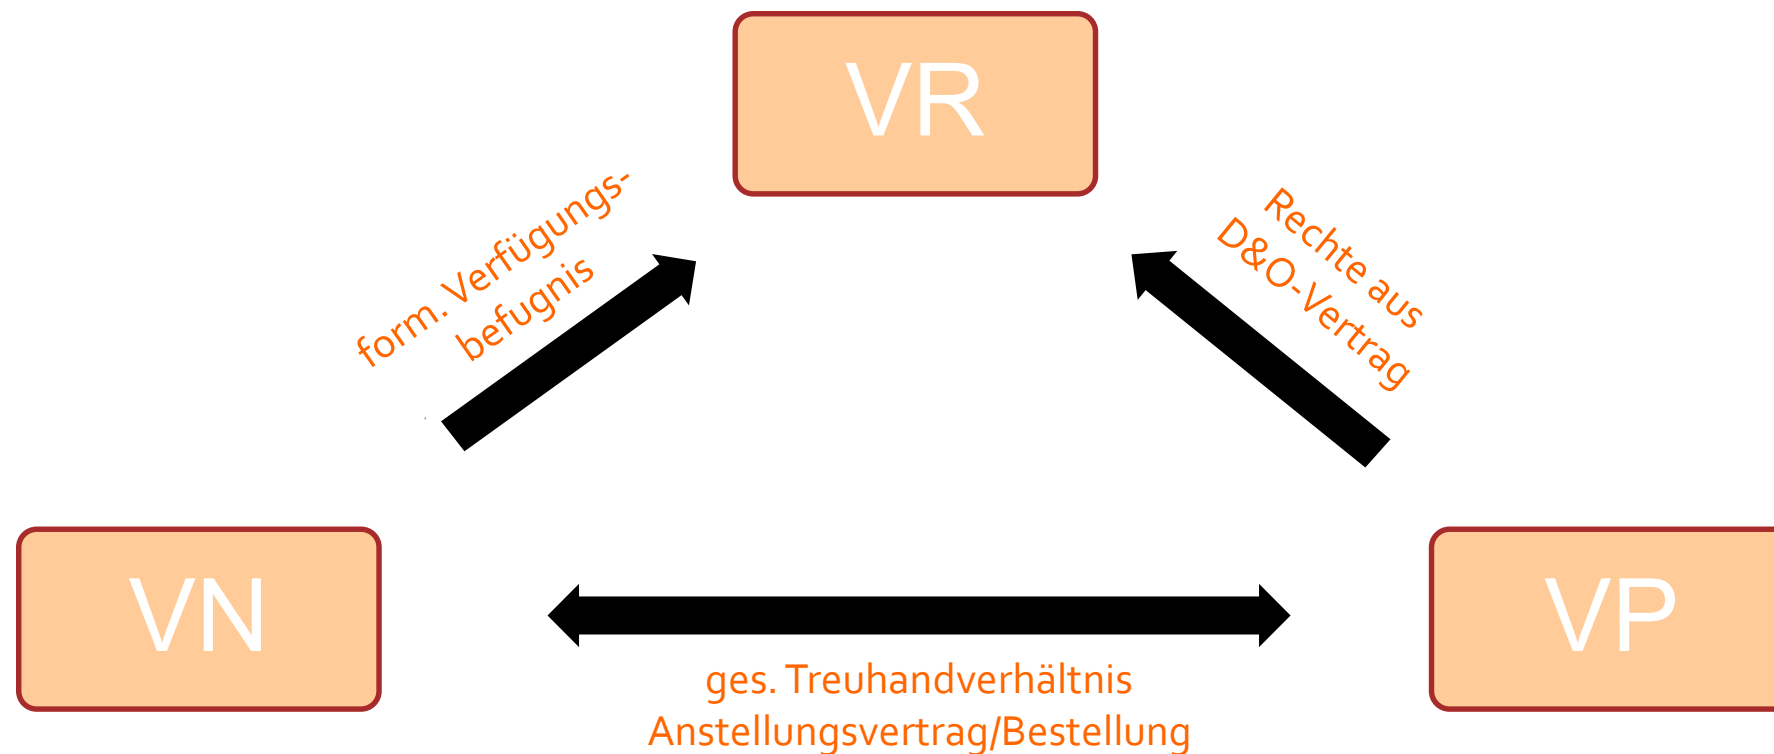 VR
form. Verfügungs-
befugnis
Rechte aus
D&O-Vertrag
VN
VP
ges. Treuhandverhältnis
Anstellungsvertrag/Bestellung